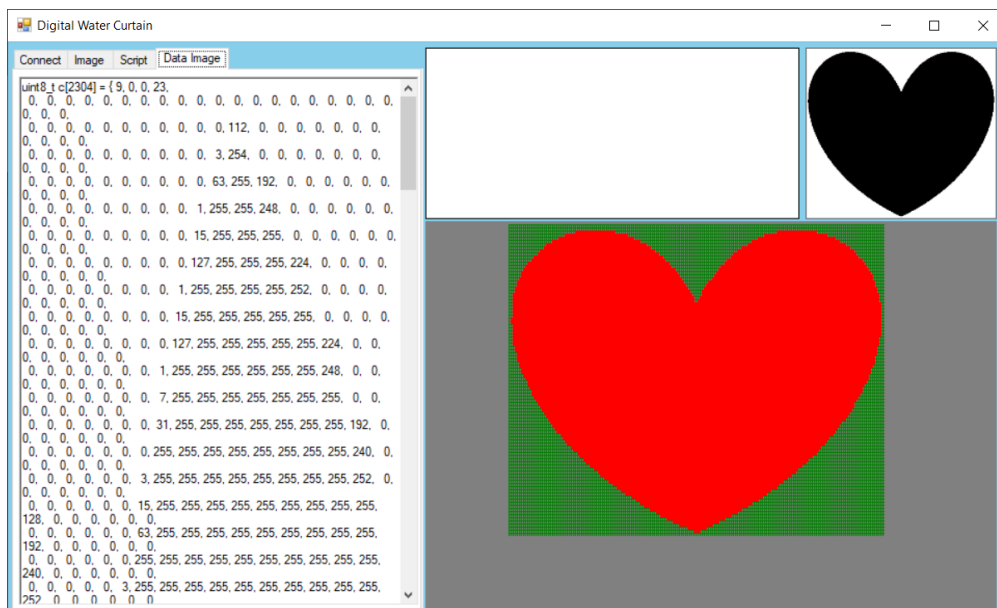 Digital Water Curtain
Connect Image Script Data Image
uint8_t c[2304] = { 9, 0, 0, 23,
0, 0, 0, 0, 0, 0, 0, 0, 0, 0, 0, 0, 0, 0, 0, 0, 0, 0, 0, 0,
0, 0, 0,
0, 0, 0, 0, 0, 0, 0, 0, 0, 0, 0, 112, 0, 0, 0, 0, 0, 0, 0,
0, 0, 0, 0,
0, 0, 0, 0, 0, 0, 0, 0, 0, 0, 3, 254, 0, 0, 0, 0, 0, 0, 0,
0, 0, 0, 0,
0, 0, 0, 0, 0, 0, 0, 0, 0, 0, 63, 255, 192, 0, 0, 0, 0, 0, 0,
0, 0, 0, 0,
0, 0, 0, 0, 0, 0, 0, 0, 0, 1, 255, 255, 248, 0, 0, 0, 0, 0, 0,
0, 0, 0, 0,
0, 0, 0, 0, 0, 0, 0, 0, 0, 15, 255, 255, 255, 0, 0, 0, 0, 0, 0,
0, 0, 0, 0,
0, 0, 0, 0, 0, 0, 0, 0, 0, 127, 255, 255, 255, 224, 0, 0, 0, 0,
0, 0, 0, 0, 0,
0, 0, 0, 0, 0, 0, 0, 0, 1, 255, 255, 255, 255, 252, 0, 0, 0, 0,
0, 0, 0, 0, 0,
0, 0, 0, 0, 0, 0, 0, 0, 15, 255, 255, 255, 255, 255, 0, 0, 0, 0,
0, 0, 0, 0, 0,
0, 0, 0, 0, 0, 0, 0, 0, 127, 255, 255, 255, 255, 255, 224, 0, 0,
0, 0, 0, 0, 0, 0,
0, 0, 0, 0, 0, 0, 0, 1, 255, 255, 255, 255, 255, 255, 248, 0, 0,
0, 0, 0, 0, 0, 0,
0, 0, 0, 0, 0, 0, 0, 7, 255, 255, 255, 255, 255, 255, 255, 0, 0,
0, 0, 0, 0, 0, 0,
0, 0, 0, 0, 0, 0, 0, 31, 255, 255, 255, 255, 255, 255, 255, 192, 0,
0, 0, 0, 0, 0, 0,
0, 0, 0, 0, 0, 0, 0, 255, 255, 255, 255, 255, 255, 255, 255, 240, 0,
0, 0, 0, 0, 0, 0,
0, 0, 0, 0, 0, 0, 3, 255, 255, 255, 255, 255, 255, 255, 255, 252, 0,
0, 0, 0, 0, 0, 0,
0, 0, 0, 0, 0, 0, 15, 255, 255, 255, 255, 255, 255, 255, 255, 255,
128, 0, 0, 0, 0, 0, 0,
0, 0, 0, 0, 0, 0, 63, 255, 255, 255, 255, 255, 255, 255, 255, 255,
192, 0, 0, 0, 0, 0, 0,
0, 0, 0, 0, 0, 0, 255, 255, 255, 255, 255, 255, 255, 255, 255, 255,
240, 0, 0, 0, 0, 0, 0,
0, 0, 0, 0, 0, 3, 255, 255, 255, 255, 255, 255, 255, 255, 255, 255,
252, 0, 0, 0, 0, 0, 0,